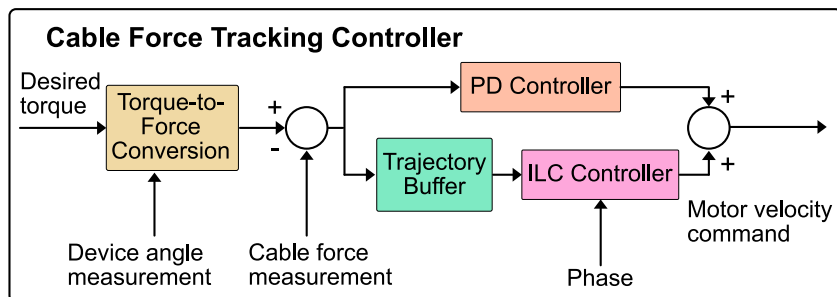 Cable Force Tracking Controller
Desired
torque
Torque-to-
Force
Conversion
+
-
PD Controller
Trajectory
Buffer
ILC Controller
+
+
Device angle
measurement
Cable force
measurement
Phase
Motor velocity
command